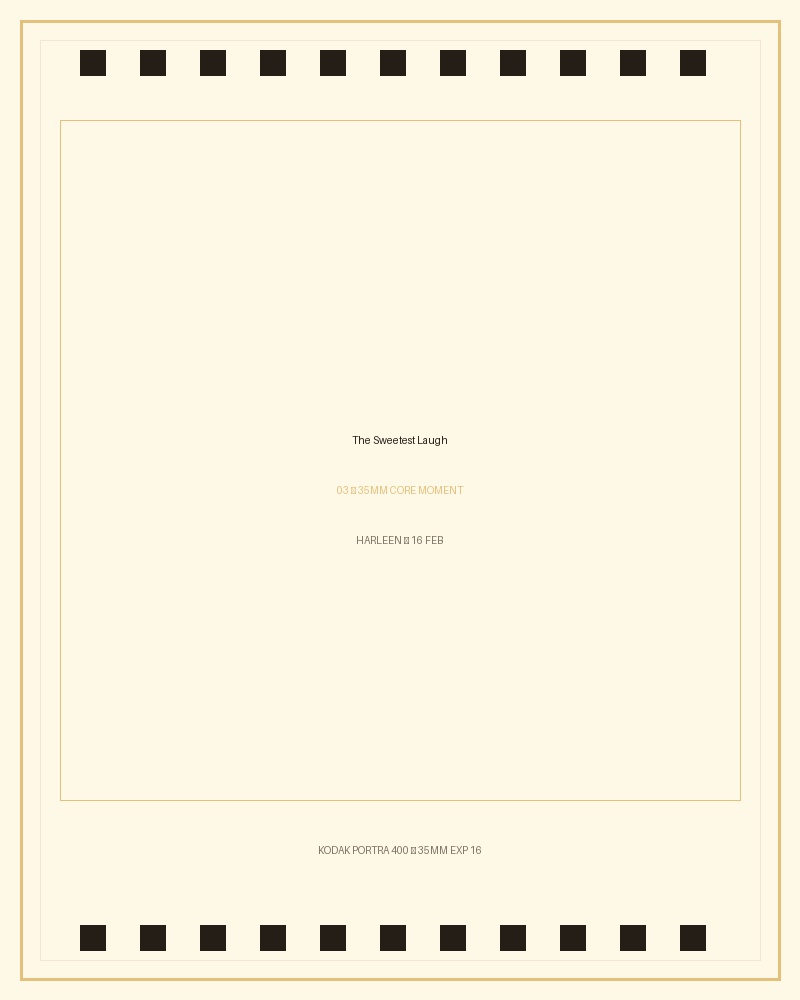 The Sweetest Laugh
03 ▯ 35MM CORE MOMENT
HARLEEN ▯ 16 FEB
KODAK PORTRA 400 ▯ 35MM EXP 16